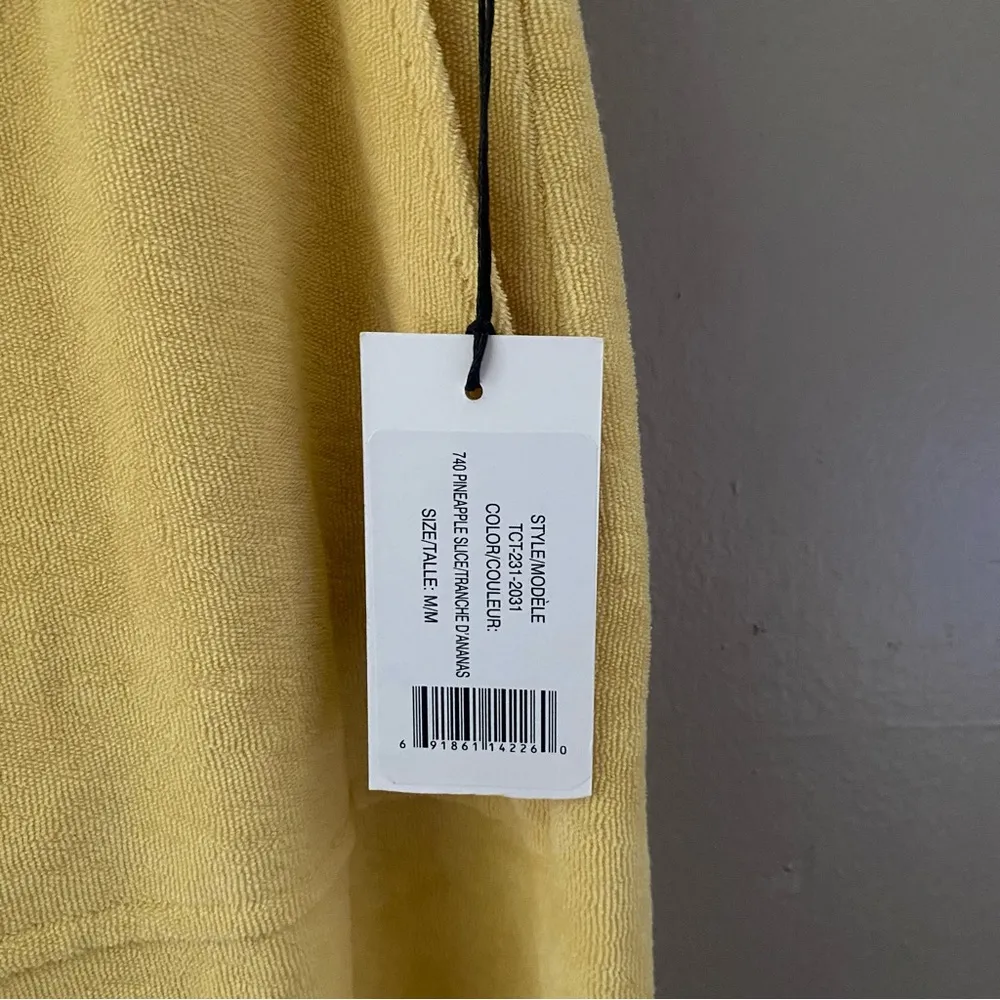 STYLE/MODÈLE
TCT-231-2031
COLOR/COULEUR:
740 PINEAPPLE SLICE/TRANCHE D'ANANAS
SIZE/TALLE: M/M
6 91861 14226 0